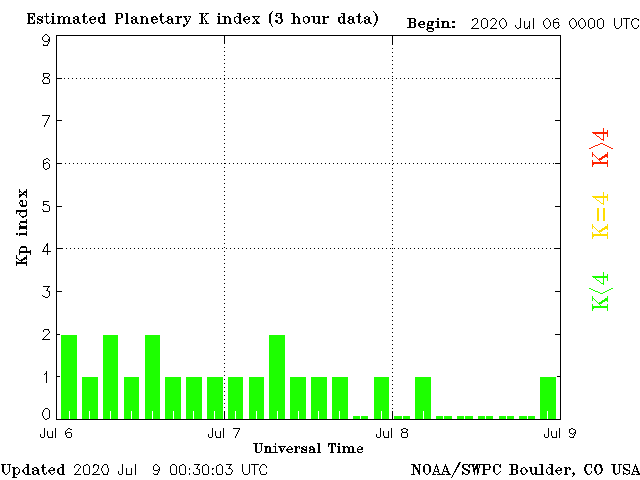 Estimated Planetary K index (3 hour data)
Begin: 2020 Jul 06 0000 UTC
9
8
7
6
5
4
3
2
1
0
Kp index
K>4
K=4
K<4
Jul 6
Jul 7
Jul 8
Jul 9
Universal Time
Updated 2020 Jul 9 00:30:03 UTC
NOAA/SWPC Boulder, CO USA